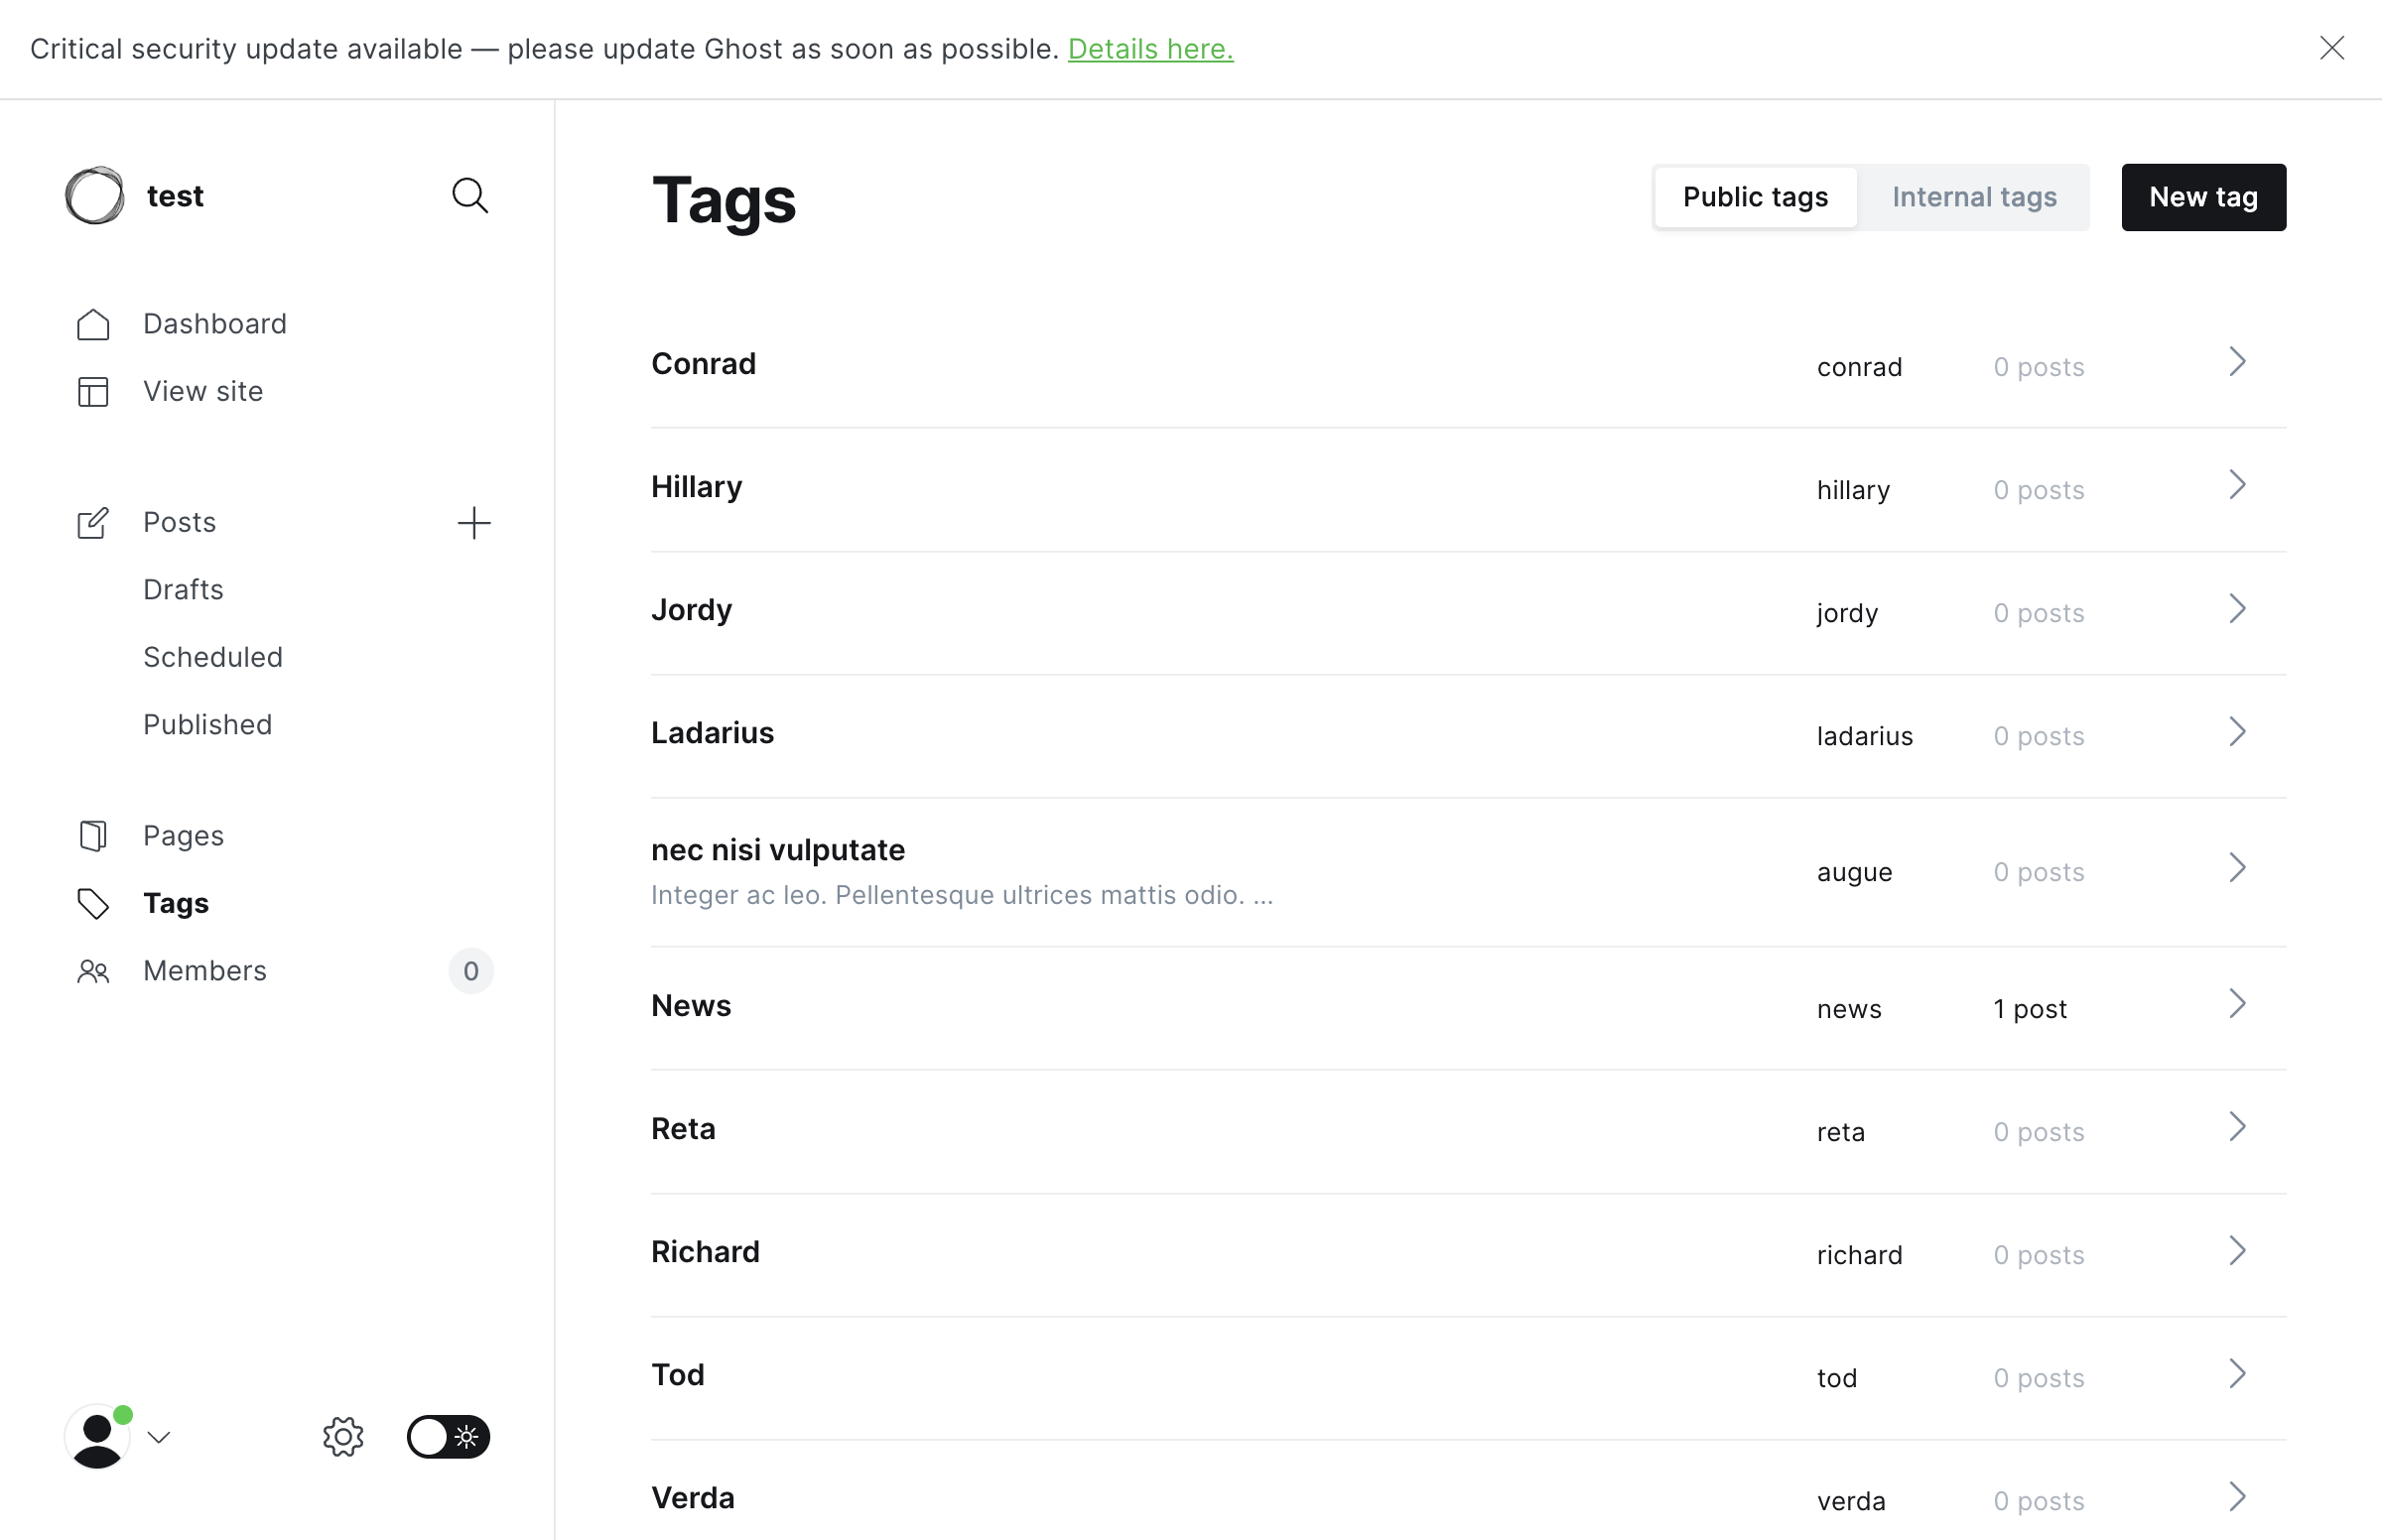 Critical security update available — please update Ghost as soon as possible. Details here.
test
Dashboard
View site
Posts
Drafts
Scheduled
Published
Pages
Tags
Members 0
Tags
Public tags Internal tags New tag
Conrad conrad 0 posts
Hillary hillary 0 posts
Jordy jordy 0 posts
Ladarius ladarius 0 posts
nec nisi vulputate augue 0 posts
Integer ac leo. Pellentesque ultrices mattis odio. ...
News news 1 post
Reta reta 0 posts
Richard richard 0 posts
Tod tod 0 posts
Verda verda 0 posts